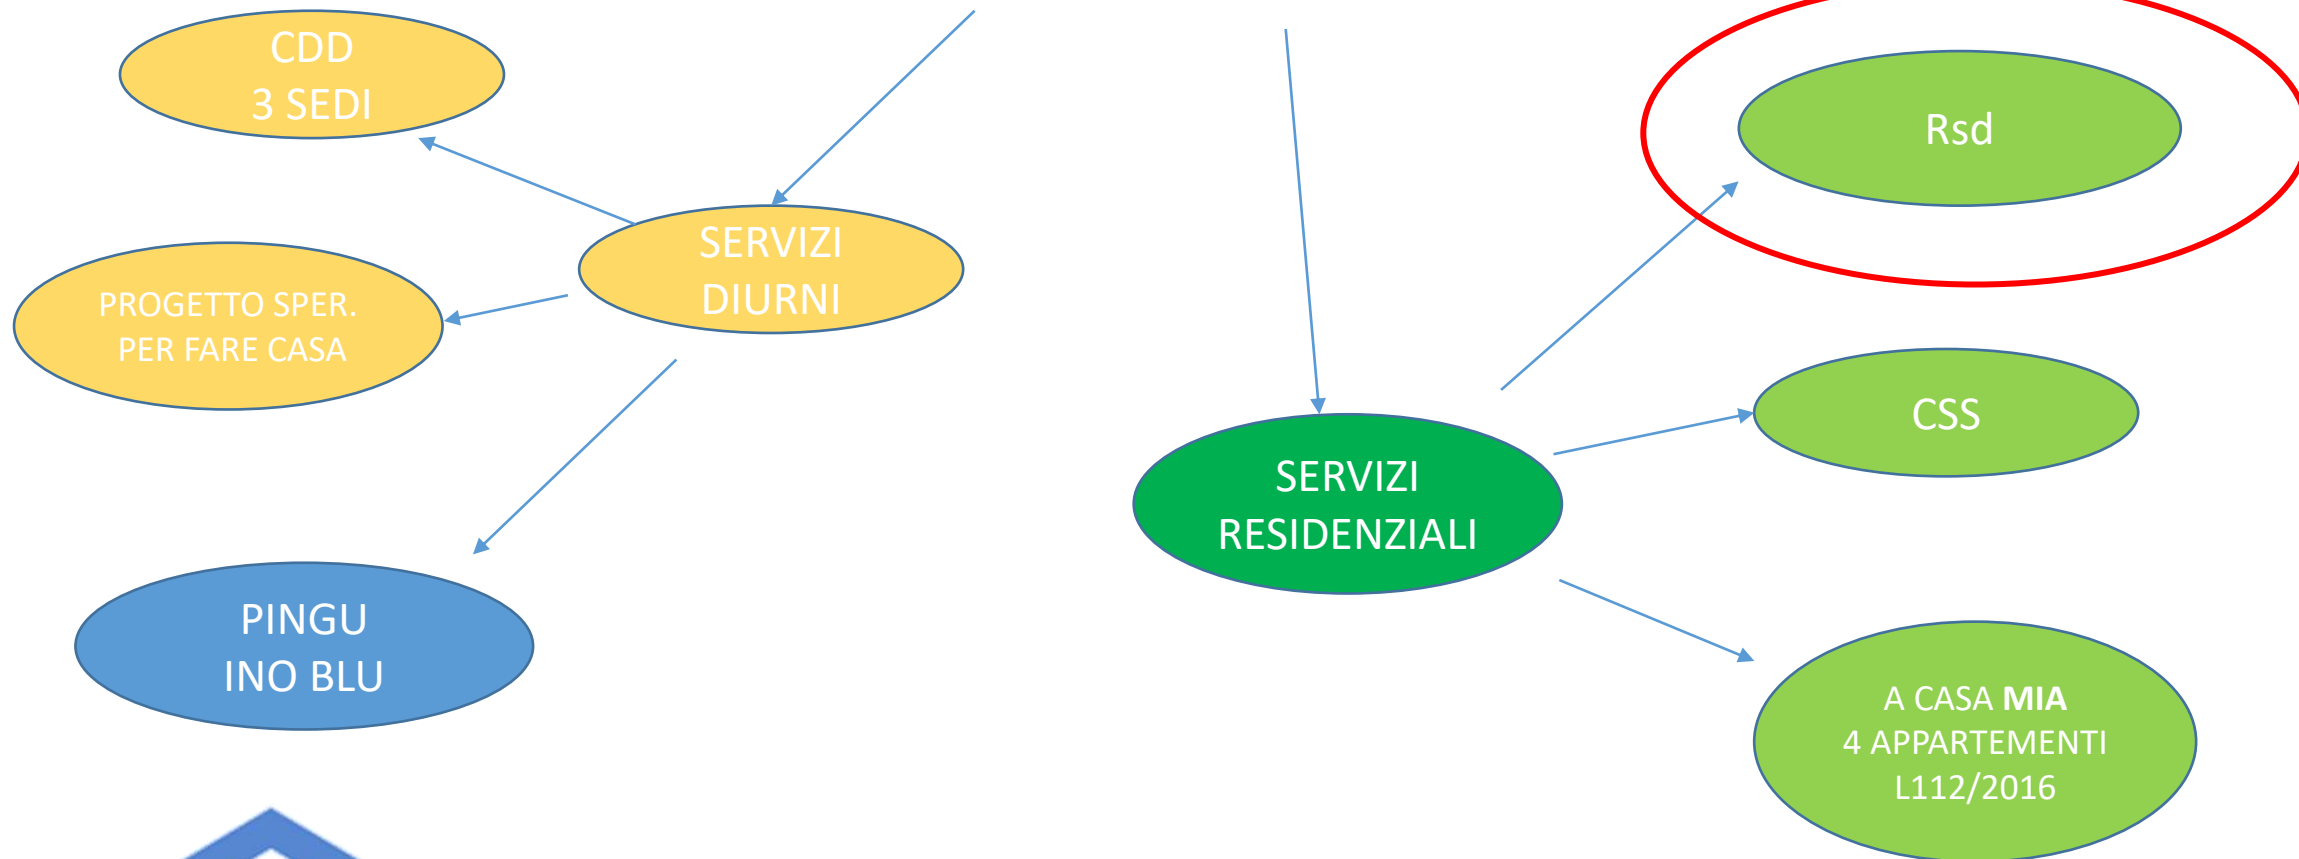 CDD
3 SEDI
SERVIZI
DIURNI
PROGETTO SPER.
PER FARE CASA
PINGU
INO BLU
Rsd
CSS
SERVIZI
RESIDENZIALI
A CASA MIA
4 APPARTEMENTI
L112/2016